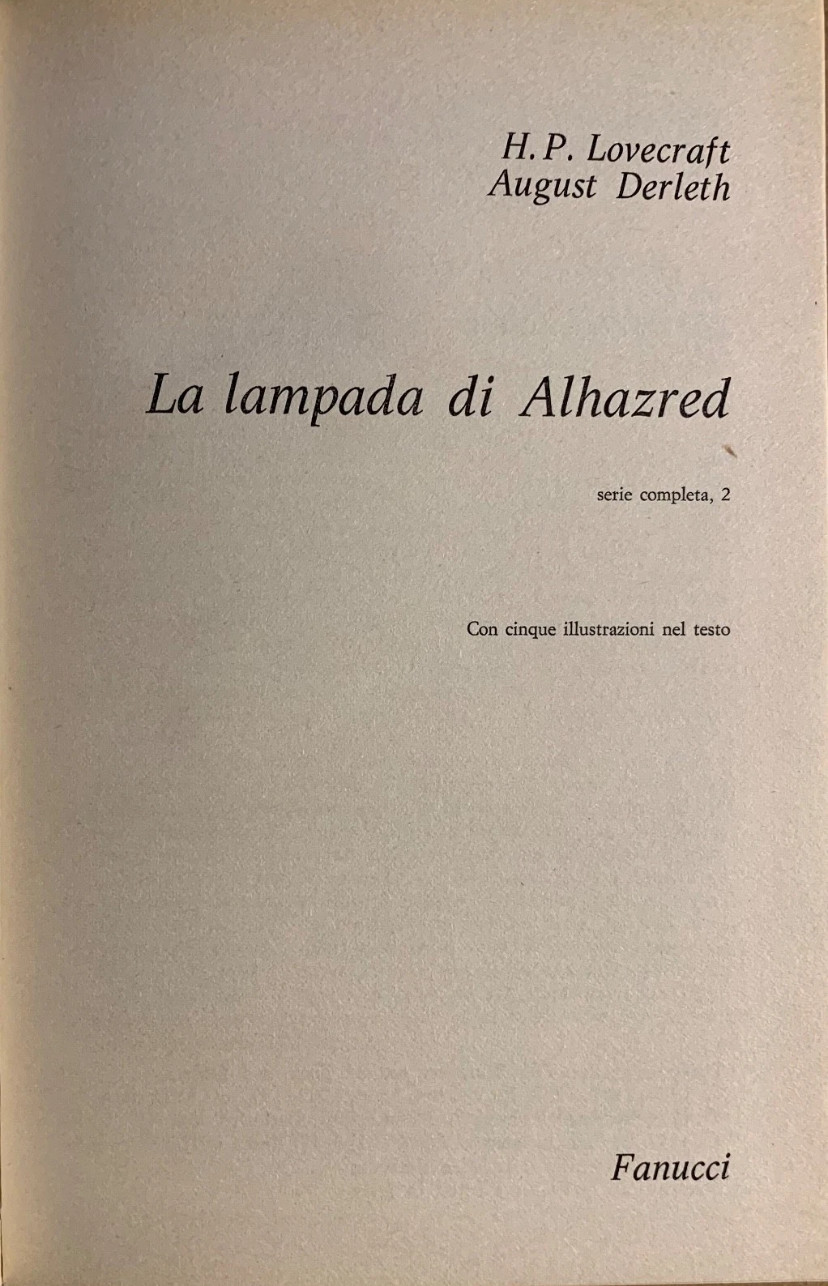 H. P. Lovecraft
August Derleth
La lampada di Alhazred
serie completa, 2
Con cinque illustrazioni nel testo
Fanucci